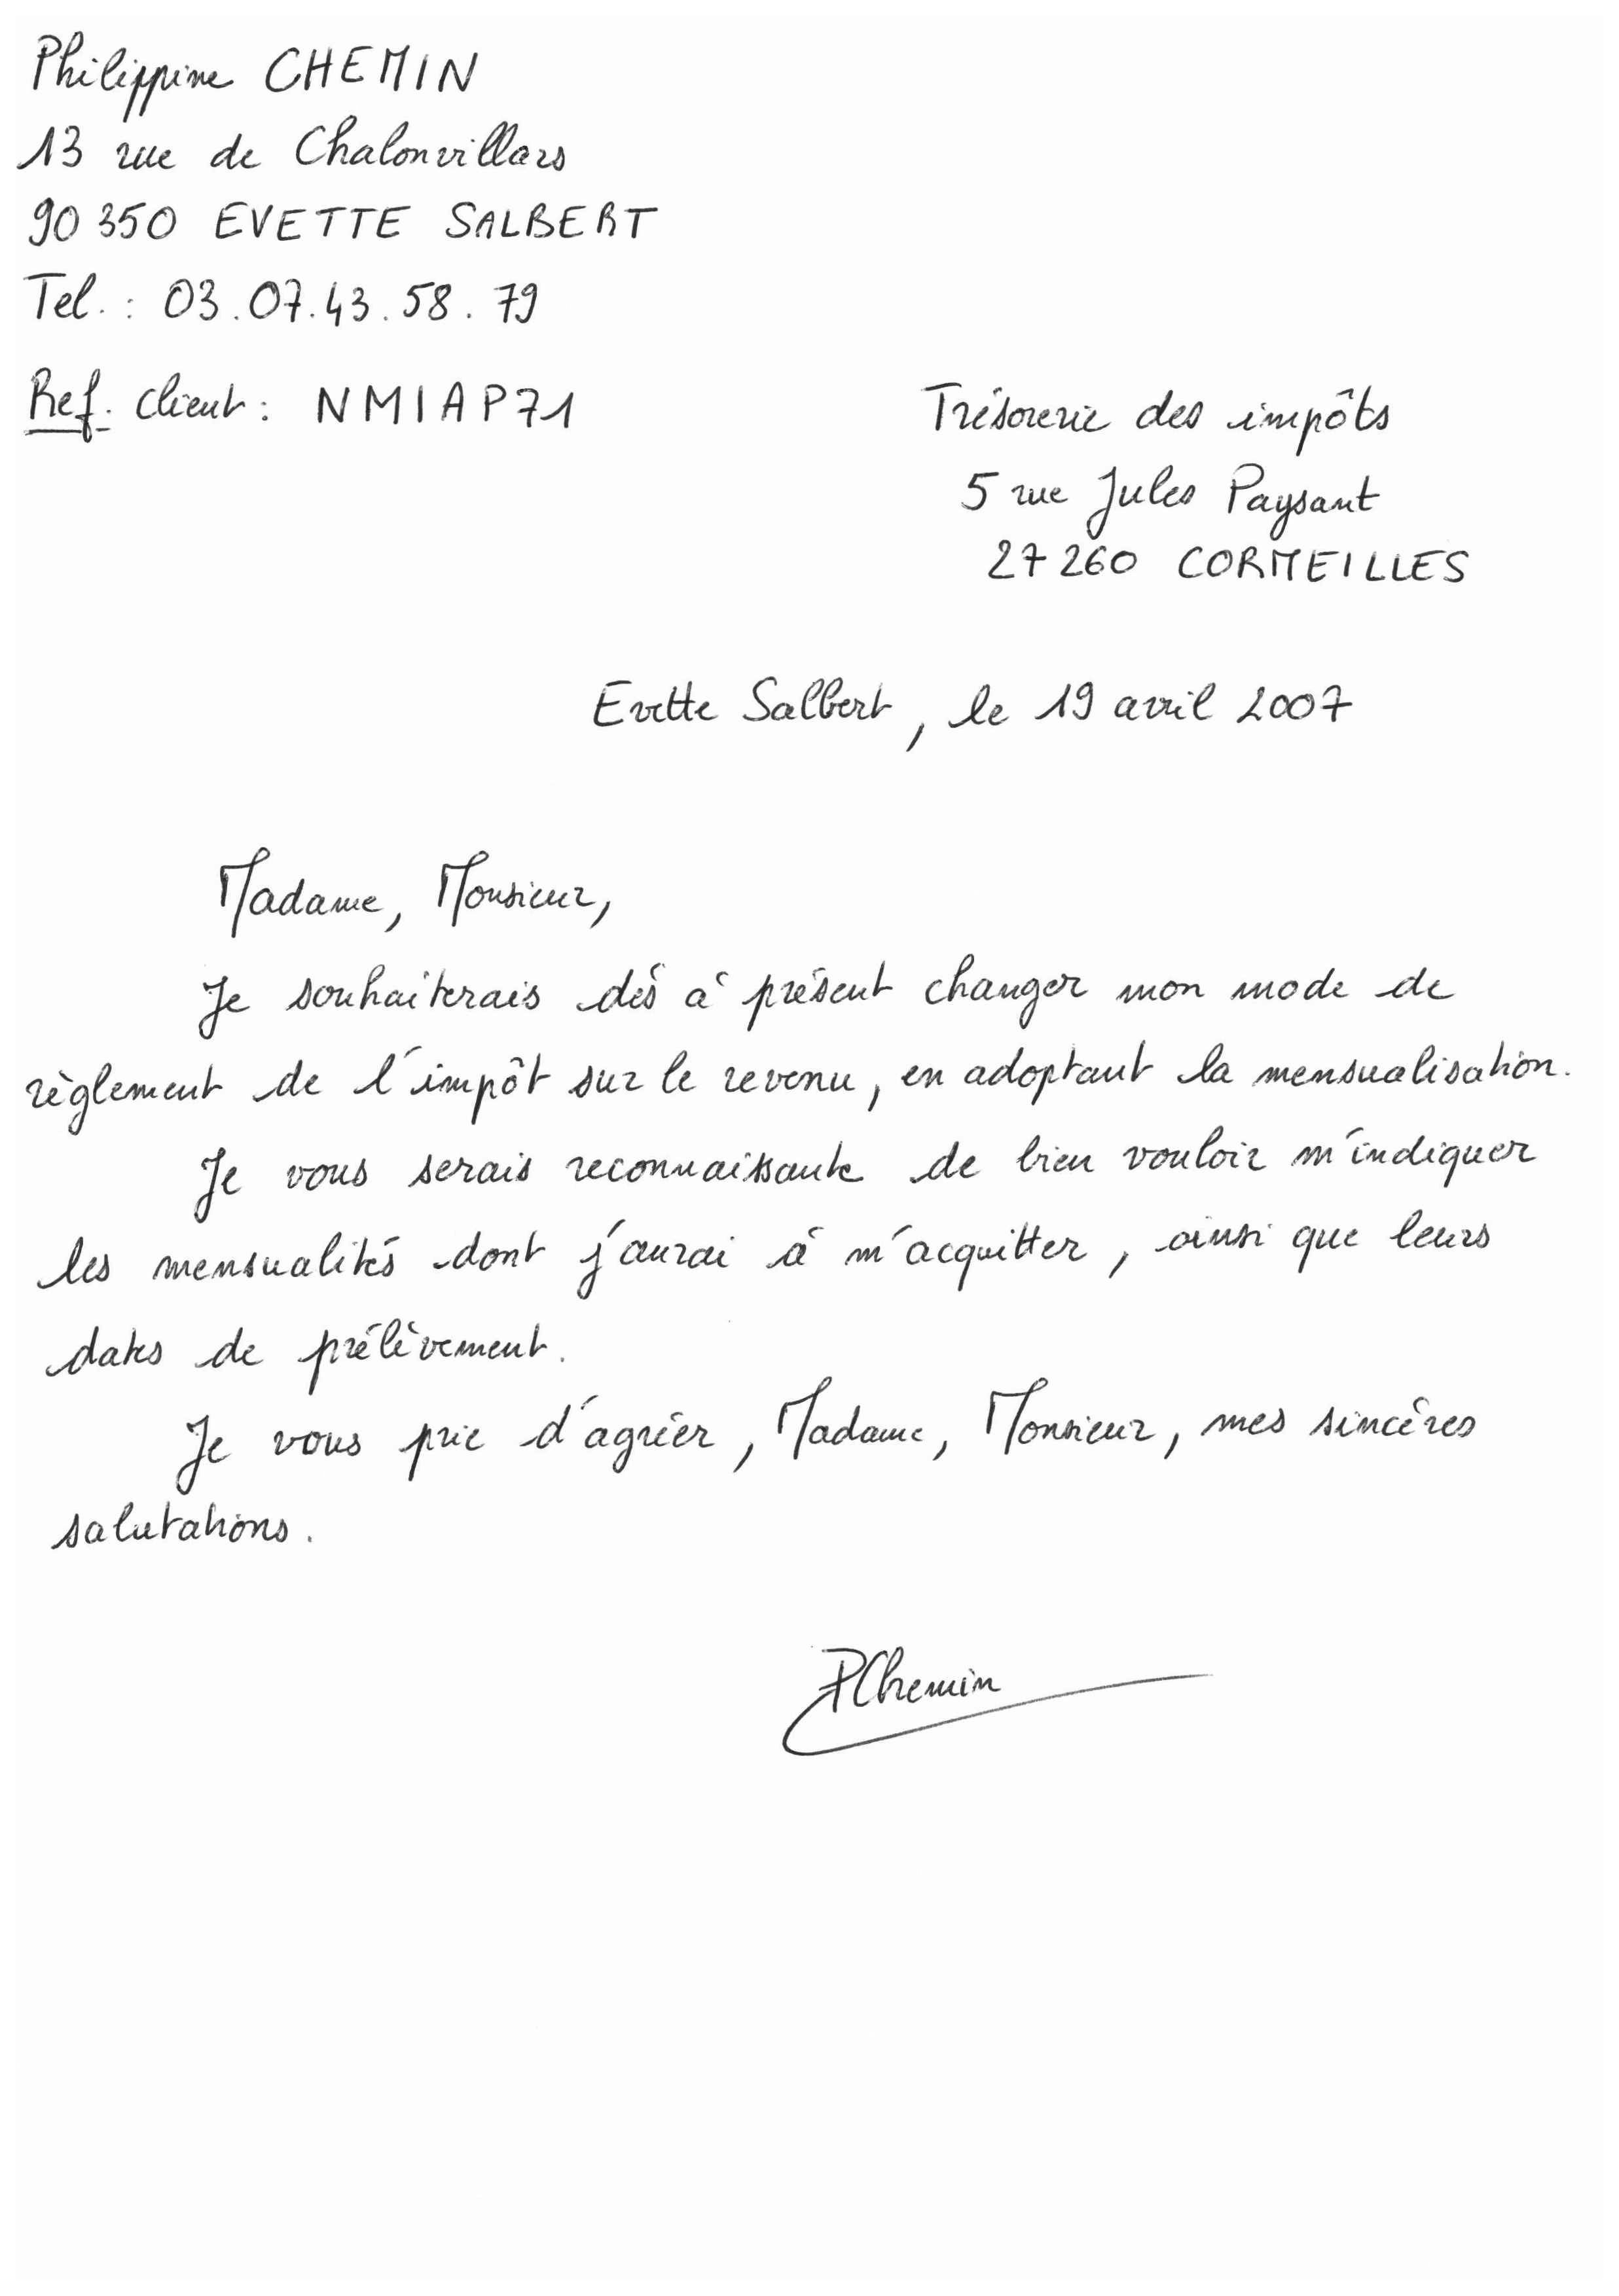 Philippine CHEMIN
13 rue de Chalonvillars
90 350 EVETTE SALBERT
Tel. : 03.07.43.58.79
Ref. client : NMIAP71
Trésorerie des impôts
5 rue Jules Paysant
27 260 CORMEILLES
Evette Salbert, le 19 avril 2007
Madame, Monsieur,
Je souhaiterais dés à présent changer mon mode de
règlement de l'impôt sur le revenu, en adoptant la mensualisation.
Je vous serais reconnaissante de bien vouloir m'indiquer
les mensualités dont j'aurai à m'acquitter, ainsi que leurs
dates de prélèvement.
Je vous prie d'agréer, Madame, Monsieur, mes sincères
salutations.
PChemin